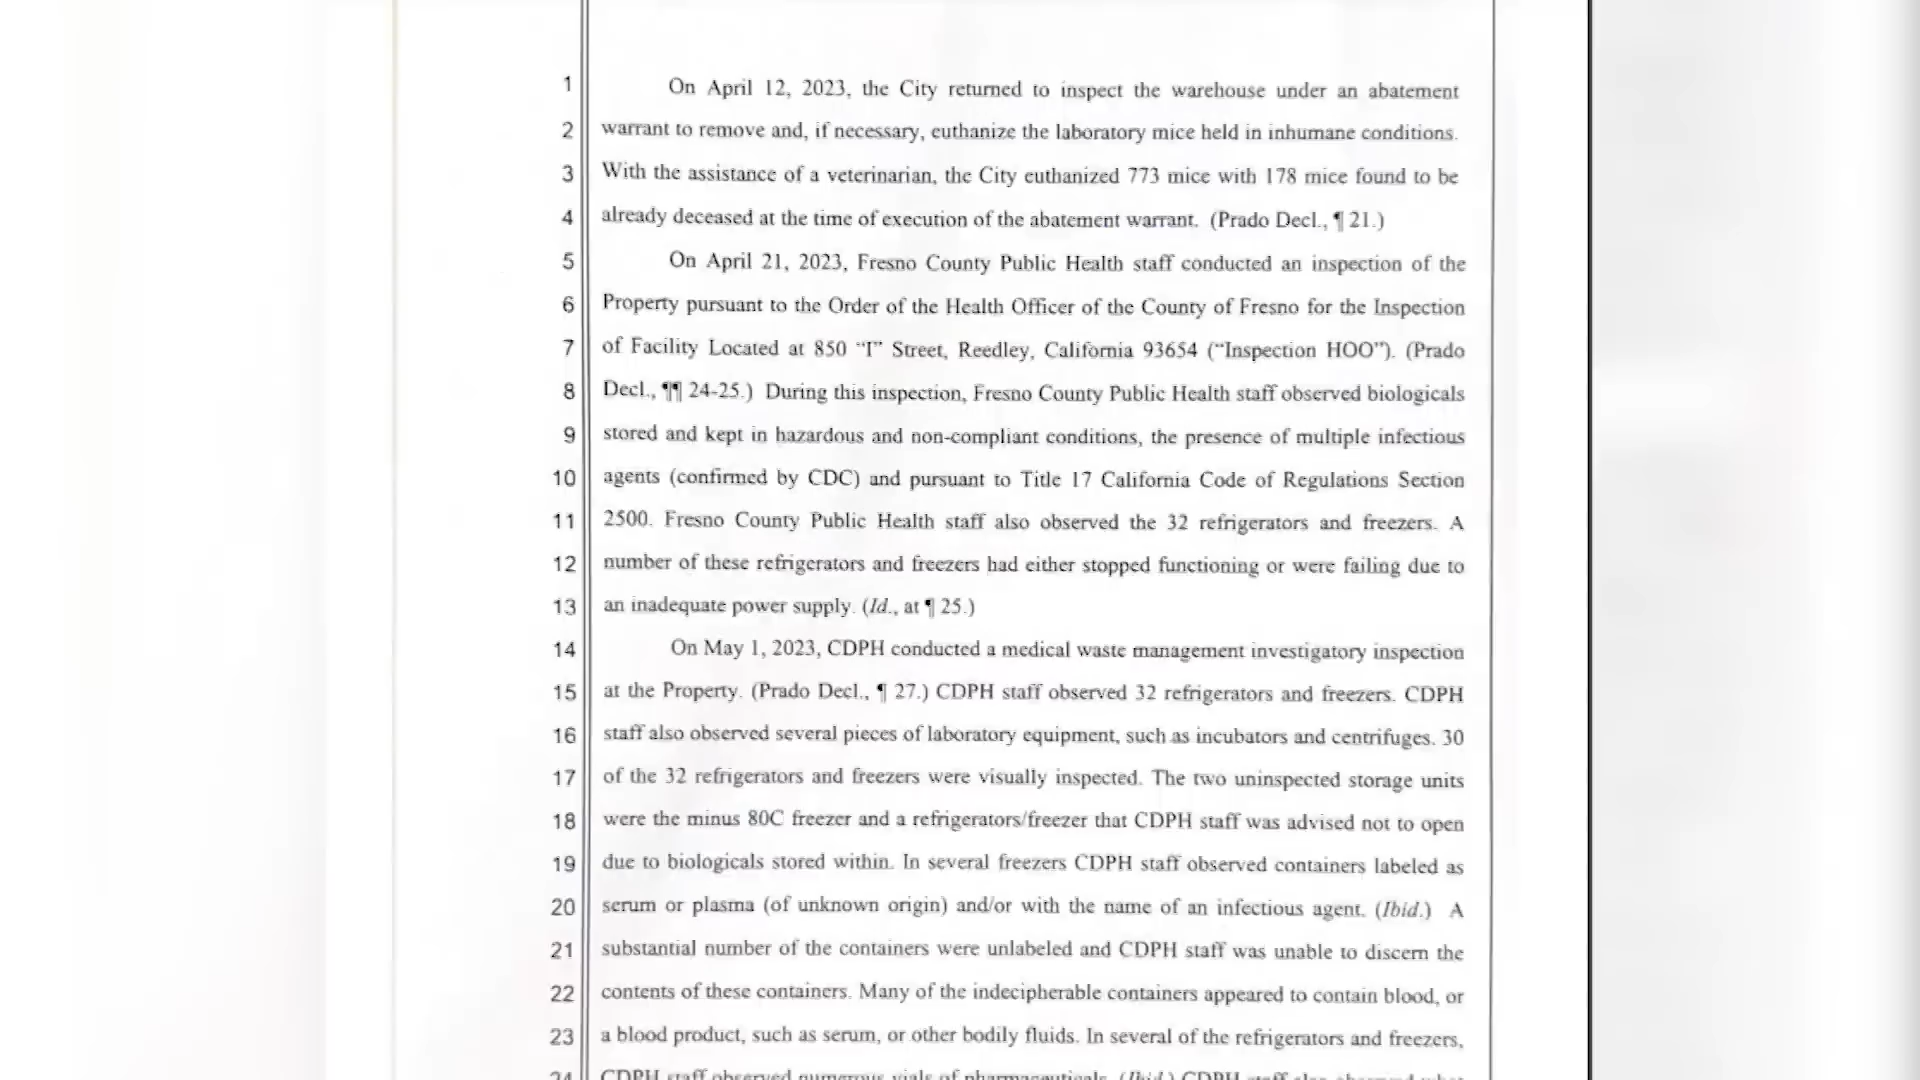 1 On April 12, 2023, the City returned to inspect the warehouse under an abatement
2 warrant to remove and, if necessary, euthanize the laboratory mice held in inhumane conditions.
3 With the assistance of a veterinarian, the City euthanized 773 mice with 178 mice found to be
4 already deceased at the time of execution of the abatement warrant. (Prado Decl., ¶ 21.)
5 On April 21, 2023, Fresno County Public Health staff conducted an inspection of the
6 Property pursuant to the Order of the Health Officer of the County of Fresno for the Inspection
7 of Facility Located at 850 “I” Street, Reedley, California 93654 (“Inspection HOO”). (Prado
8 Decl., ¶¶ 24-25.) During this inspection, Fresno County Public Health staff observed biologicals
9 stored and kept in hazardous and non-compliant conditions, the presence of multiple infectious
10 agents (confirmed by CDC) and pursuant to Title 17 California Code of Regulations Section
11 2500. Fresno County Public Health staff also observed the 32 refrigerators and freezers. A
12 number of these refrigerators and freezers had either stopped functioning or were failing due to
13 an inadequate power supply. (Id., at ¶ 25.)
14 On May 1, 2023, CDPH conducted a medical waste management investigatory inspection
15 at the Property. (Prado Decl., ¶ 27.) CDPH staff observed 32 refrigerators and freezers. CDPH
16 staff also observed several pieces of laboratory equipment, such as incubators and centrifuges. 30
17 of the 32 refrigerators and freezers were visually inspected. The two uninspected storage units
18 were the minus 80C freezer and a refrigerators/freezer that CDPH staff was advised not to open
19 due to biologicals stored within. In several freezers CDPH staff observed containers labeled as
20 serum or plasma (of unknown origin) and/or with the name of an infectious agent. (Ibid.) A
21 substantial number of the containers were unlabeled and CDPH staff was unable to discern the
22 contents of these containers. Many of the indecipherable containers appeared to contain blood, or
23 a blood product, such as serum, or other bodily fluids. In several of the refrigerators and freezers,
24 CDPH staff observed numerous vials of pharmaceuticals. (Ibid.) CDPH staff also observed what